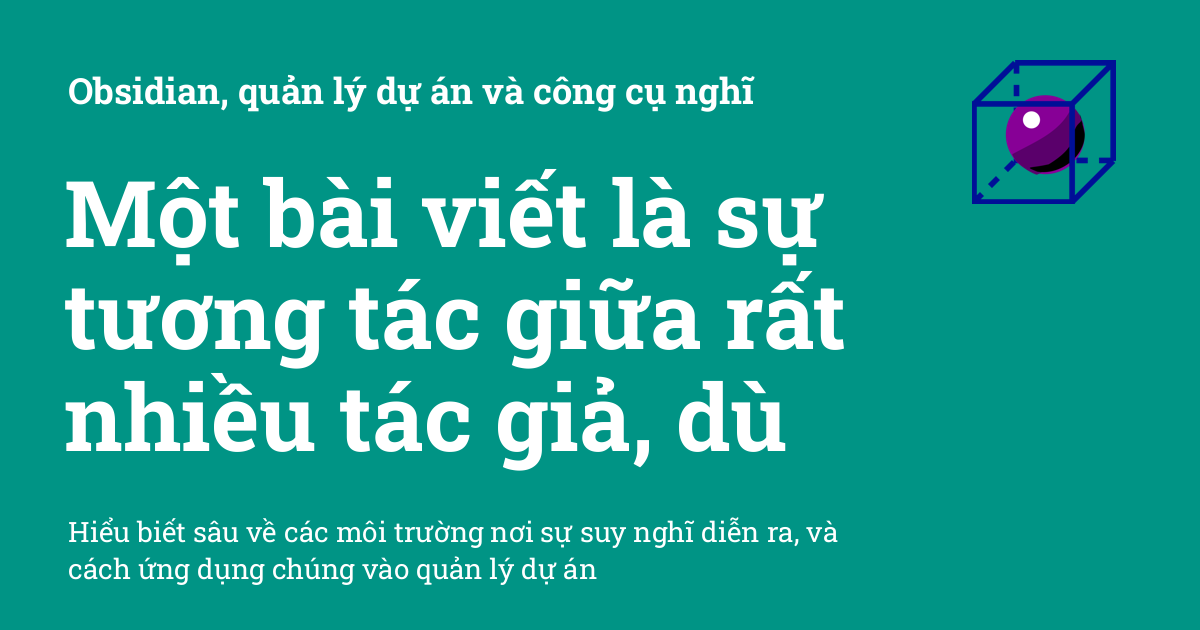 Obsidian, quản lý dự án và công cụ nghĩ
Một bài viết là sự
tương tác giữa rất
nhiều tác giả, dù
Hiểu biết sâu về các môi trường nơi sự suy nghĩ diễn ra, và
cách ứng dụng chúng vào quản lý dự án